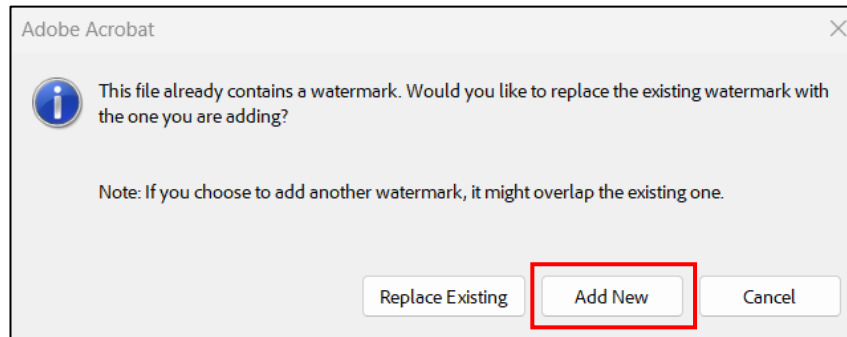 Adobe Acrobat
This file already contains a watermark. Would you like to replace the existing watermark with
the one you are adding?
Note: If you choose to add another watermark, it might overlap the existing one.
Replace Existing
Add New
Cancel